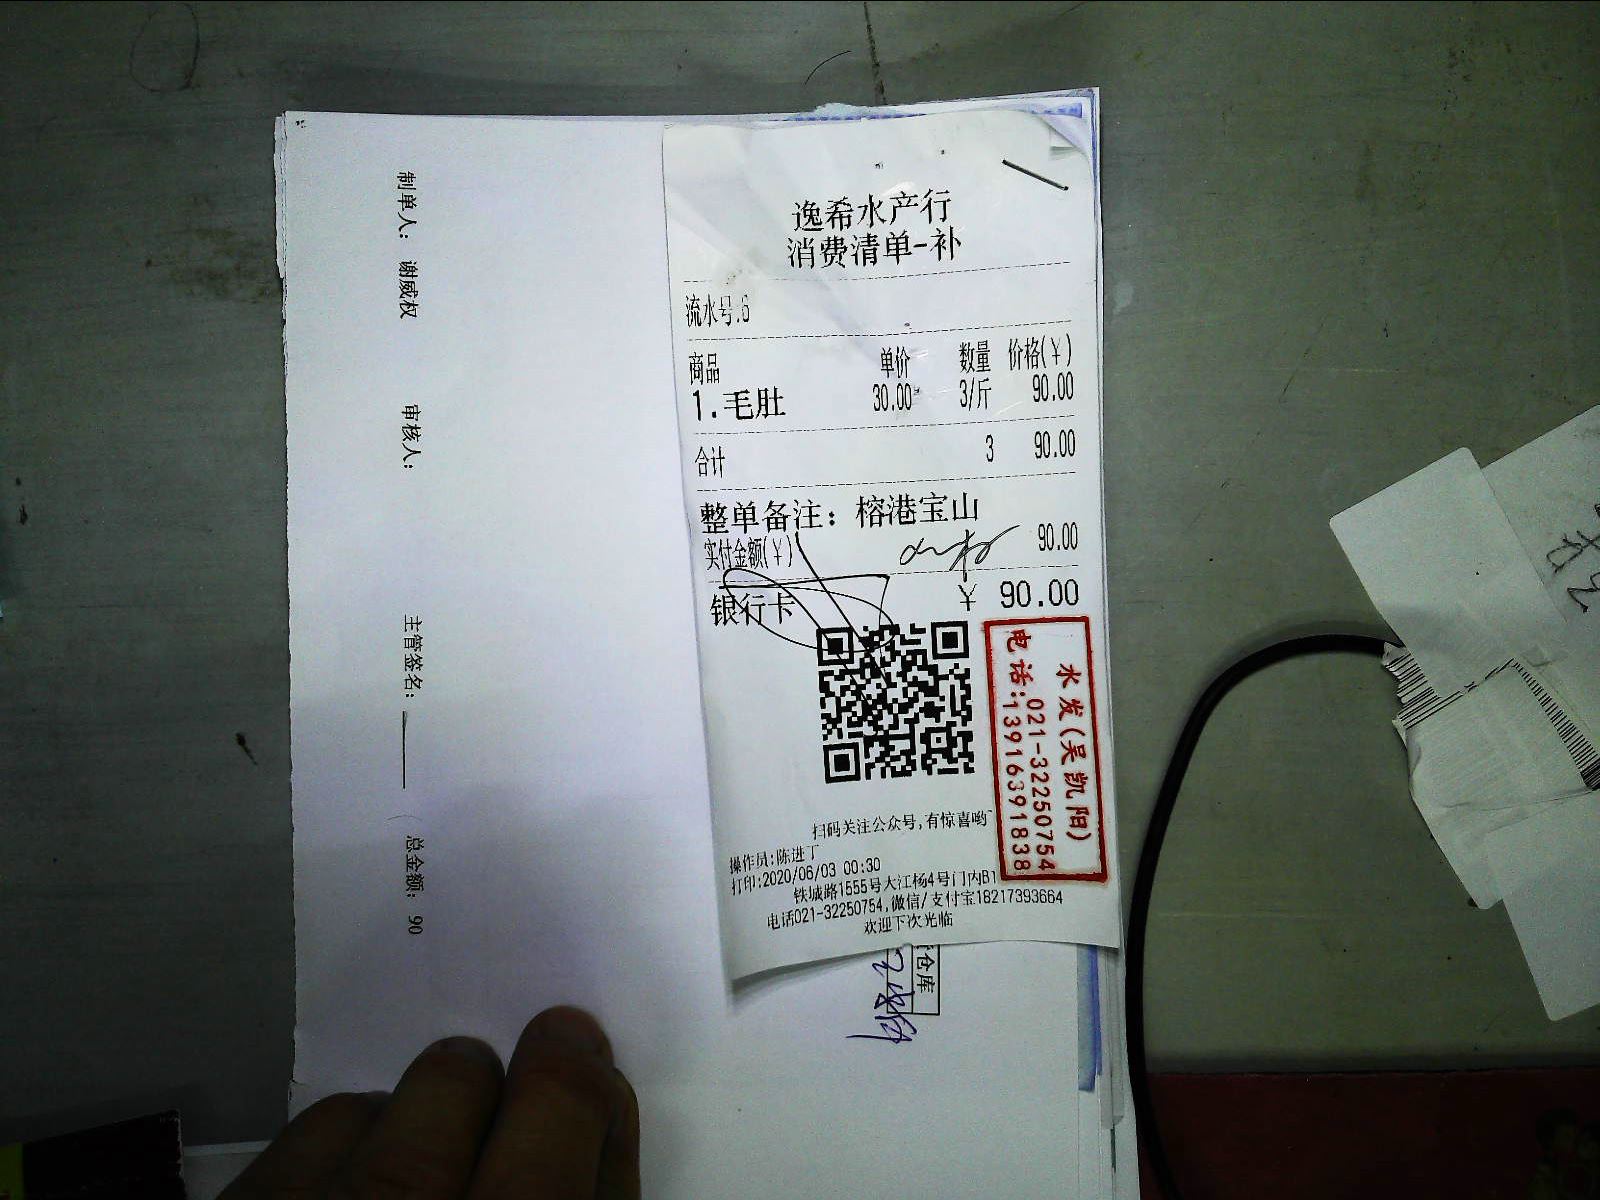 逸希水产行
消费清单-补
流水号:6
商品 单价 数量 价格(¥)
1.毛肚 30.00 3/斤 90.00
合计 3 90.00
整单备注：榕港宝山
实付金额(¥) 90.00
银行卡 ¥ 90.00
水发(吴凯阳)
电话:021-32250754
13916391838
扫码关注公众号,有惊喜哟~
操作员:陈进丁
打印:2020/06/03 00:30
铁城路1555号大江杨4号门内B1
电话021-32250754,微信/支付宝18217393664
欢迎下次光临
制单人：谢威权 审核人： 主管签名：______ （总金额：90
仓库